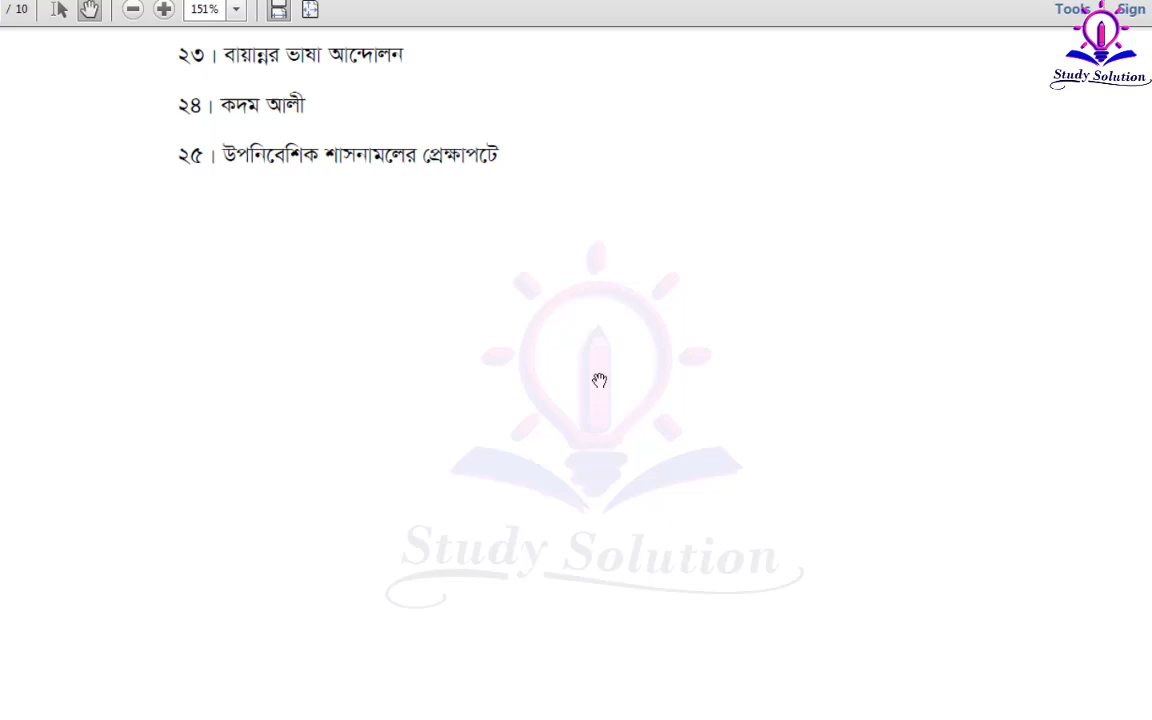 / 10
151%
Tools
Sign
Study Solution
২৩। বায়ান্নর ভাষা আন্দোলন
২৪। কদম আলী
২৫। উপনিবেশিক শাসনামলের প্রেক্ষাপটে
Study Solution